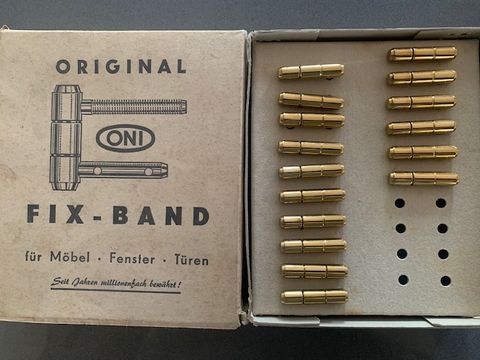 ORIGINAL
ONI
FIX-BAND
für Möbel · Fenster · Türen
Seit Jahren millionenfach bewährt!